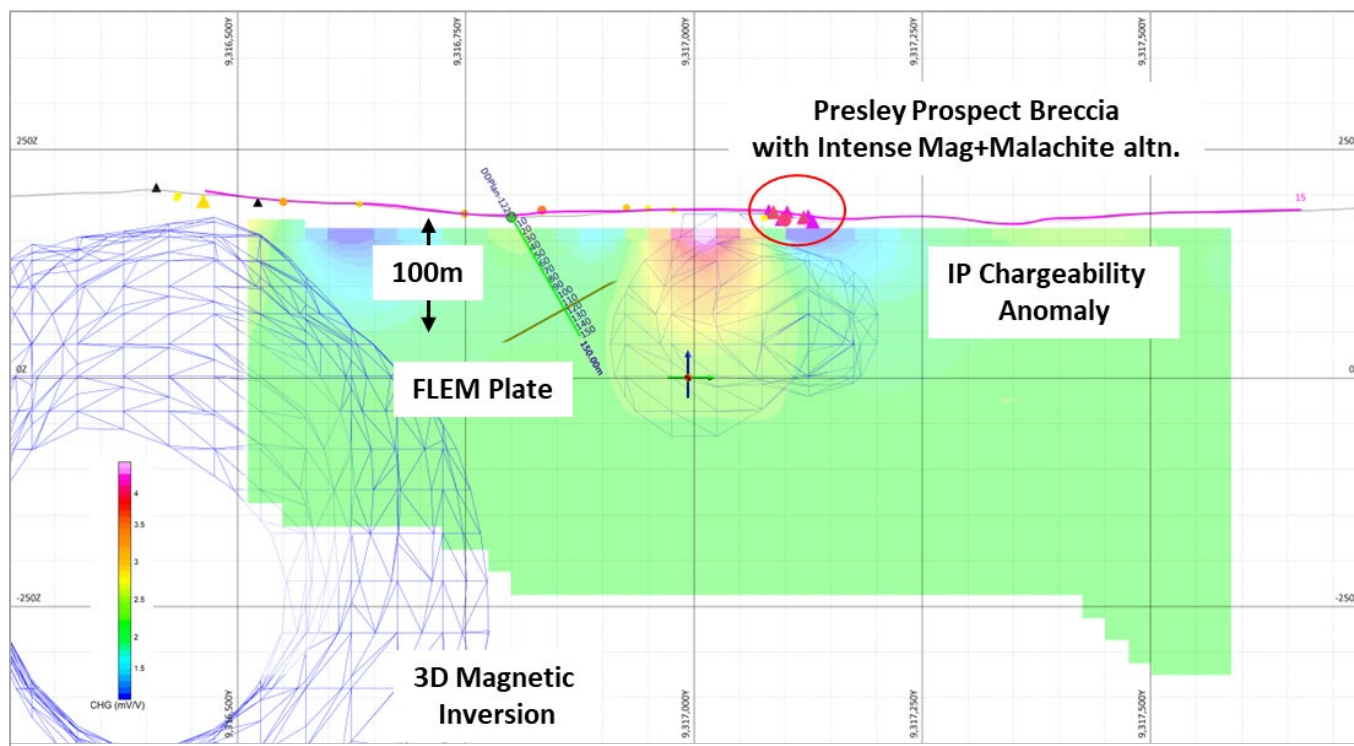 9,316,500Y
9,316,750Y
9,317,000Y
9,317,250Y
9,317,500Y
Presley Prospect Breccia
with Intense Mag+Malachite altn.
250Z
250
DDPlan-122
15
100m
IP Chargeability
Anomaly
150.00m
0Z
0
FLEM Plate
4
3.5
3
2.5
2
1.5
CHG (mV/V)
-250Z
-250
3D Magnetic
Inversion
9,316,500Y
9,317,000Y
9,317,250Y
9,317,500Y